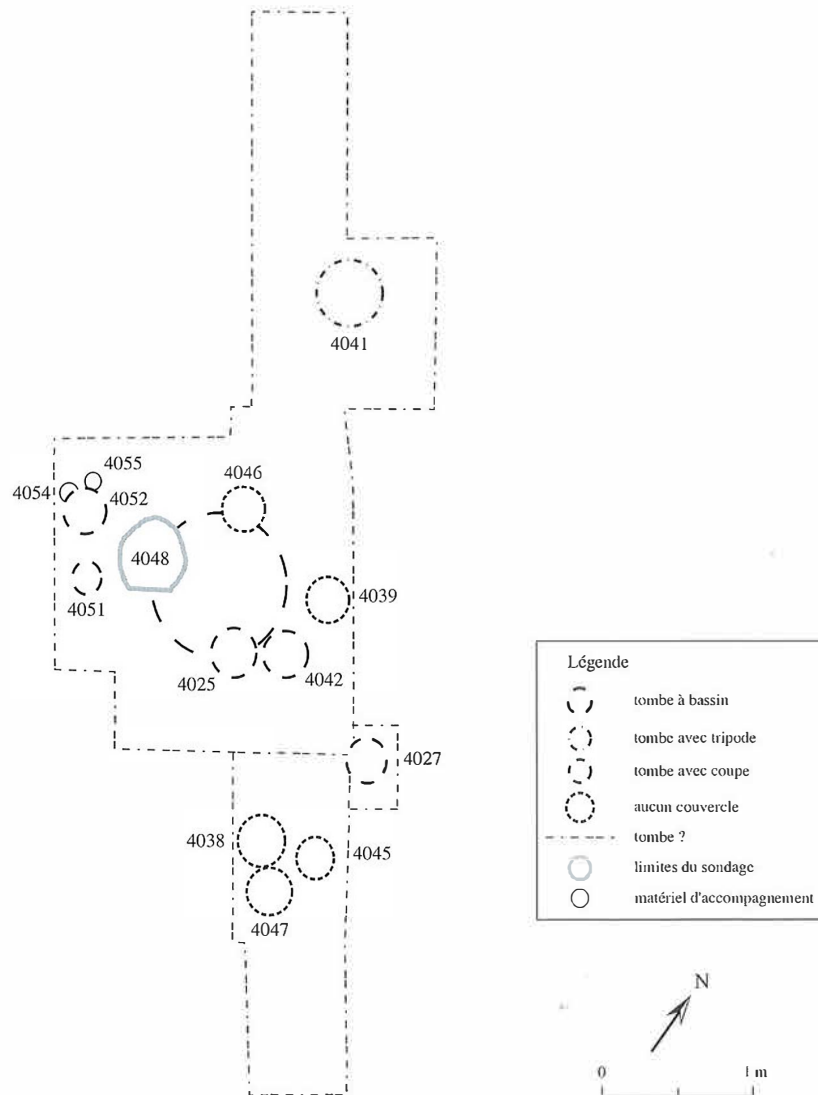 4041
4055
4054
4052
4046
4048
4051
4039
4025
4042
4027
4038
4045
4047
Légende
tombe à bassin
tombe avec tripode
tombe avec coupe
aucun couvercle
tombe ?
limites du sondage
matériel d'accompagnement
N
0 1 m